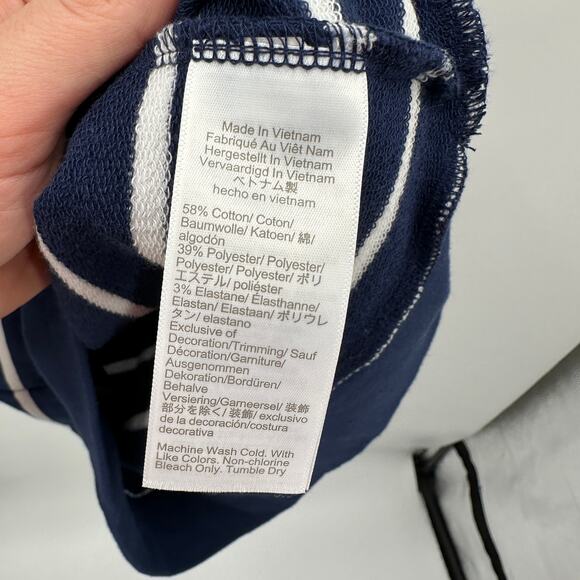 Made In Vietnam
Fabriqué Au Viêt Nam
Hergestellt In Vietnam
Vervaardigd In Vietnam
ベトナム製
hecho en vietnam
58% Cotton/ Coton/
Baumwolle/ Katoen/ 綿/
algodón
39% Polyester/ Polyester/
Polyester/ Polyester/ ポリ
エステル/ poliéster
3% Elastane/ Élasthanne/
Elastan/ Elastaan/ ポリウレ
タン/ elastano
Exclusive of
Decoration/Trimming/ Sauf
Décoration/Garniture/
Ausgenommen
Dekoration/Bordüren/
Behalve
Versiering/Garneersel/ 装飾
部分を除く/ 装飾/ exclusivo
de la decoración/costura
decorativa
Machine Wash Cold. With
Like Colors. Non-chlorine
Bleach Only. Tumble Dry